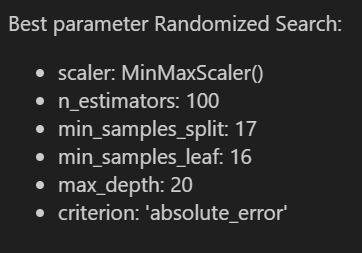 Best parameter Randomized Search:
• scaler: MinMaxScaler()
• n_estimators: 100
• min_samples_split: 17
• min_samples_leaf: 16
• max_depth: 20
• criterion: 'absolute_error'